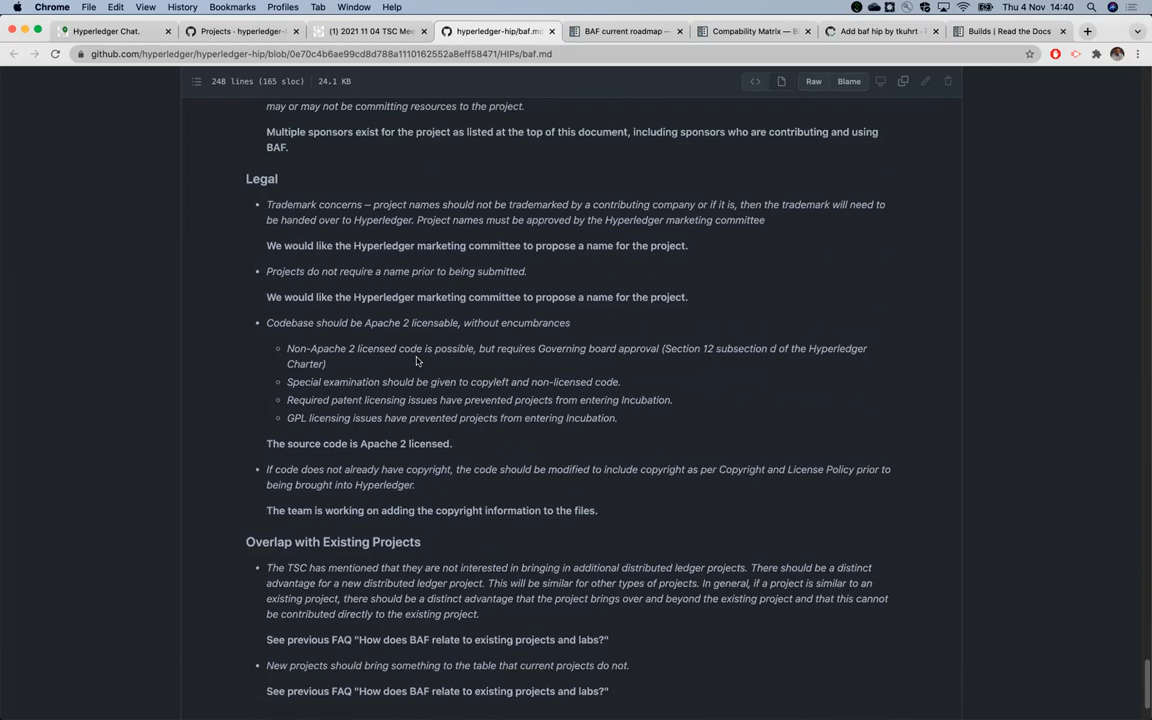 Chrome File Edit View History Bookmarks Profiles Tab Window Help Thu 4 Nov 14:40
Hyperledger Chat. Projects · hyperledger- (1) 2021 11 04 TSC Mee hyperledger-hip/baf.md BAF current roadmap — Compability Matrix — Bl Add baf hip by tkuhrt · Builds | Read the Docs
github.com/hyperledger/hyperledger-hip/blob/0e70c4b6ae99cd8d788a1110162552a8eff58471/HIPs/baf.md
248 lines (165 sloc) 24.1 KB Raw Blame
may or may not be committing resources to the project.
Multiple sponsors exist for the project as listed at the top of this document, including sponsors who are contributing and using
BAF.
Legal
Trademark concerns – project names should not be trademarked by a contributing company or if it is, then the trademark will need to
be handed over to Hyperledger. Project names must be approved by the Hyperledger marketing committee
We would like the Hyperledger marketing committee to propose a name for the project.
Projects do not require a name prior to being submitted.
We would like the Hyperledger marketing committee to propose a name for the project.
Codebase should be Apache 2 licensable, without encumbrances
Non-Apache 2 licensed code is possible, but requires Governing board approval (Section 12 subsection d of the Hyperledger
Charter)
Special examination should be given to copyleft and non-licensed code.
Required patent licensing issues have prevented projects from entering Incubation.
GPL licensing issues have prevented projects from entering Incubation.
The source code is Apache 2 licensed.
If code does not already have copyright, the code should be modified to include copyright as per Copyright and License Policy prior to
being brought into Hyperledger.
The team is working on adding the copyright information to the files.
Overlap with Existing Projects
The TSC has mentioned that they are not interested in bringing in additional distributed ledger projects. There should be a distinct
advantage for a new distributed ledger project. This will be similar for other types of projects. In general, if a project is similar to an
existing project, there should be a distinct advantage that the project brings over and beyond the existing project and that this cannot
be contributed directly to the existing project.
See previous FAQ "How does BAF relate to existing projects and labs?"
New projects should bring something to the table that current projects do not.
See previous FAQ "How does BAF relate to existing projects and labs?"